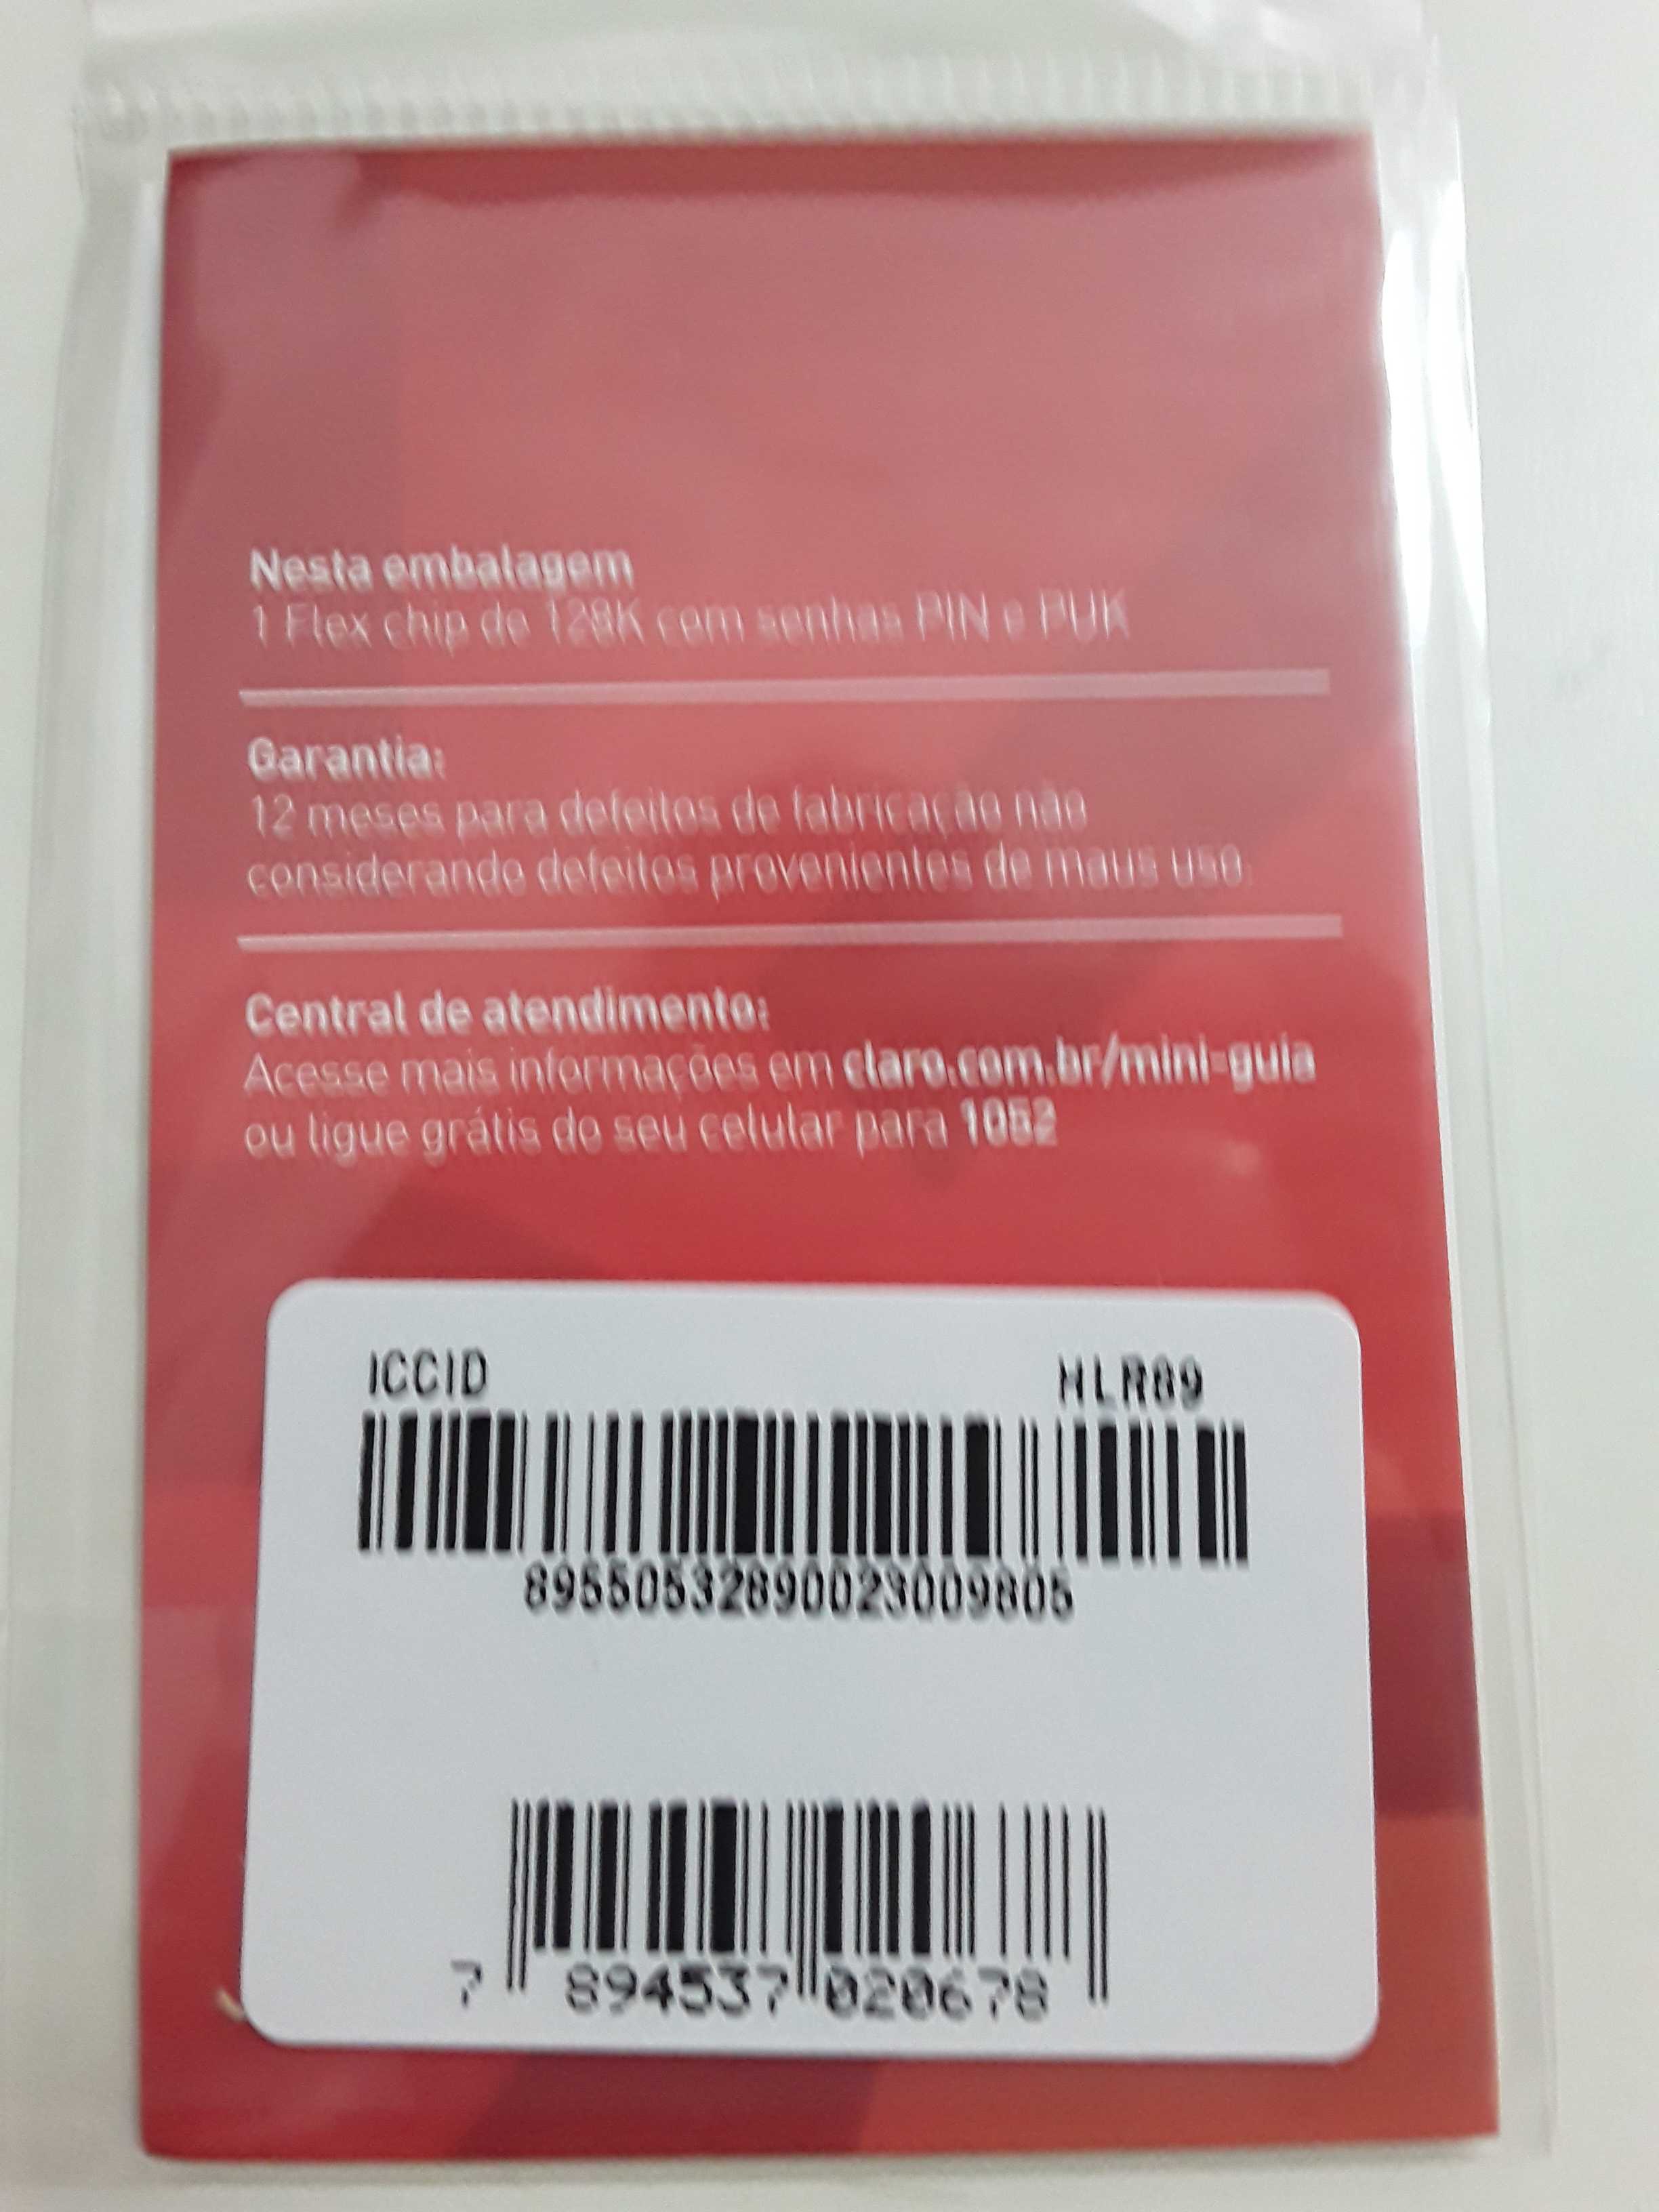 Nesta embalagem
1 Flex chip de 128K com senhas PIN e PUK
Garantia:
12 meses para defeitos de fabricação não
considerando defeitos provenientes de maus uso.
Central de atendimento:
Acesse mais informações em claro.com.br/mini-guia
ou ligue grátis do seu celular para 1052
ICCID HLR89
89550532890023009805
7 894537 020678